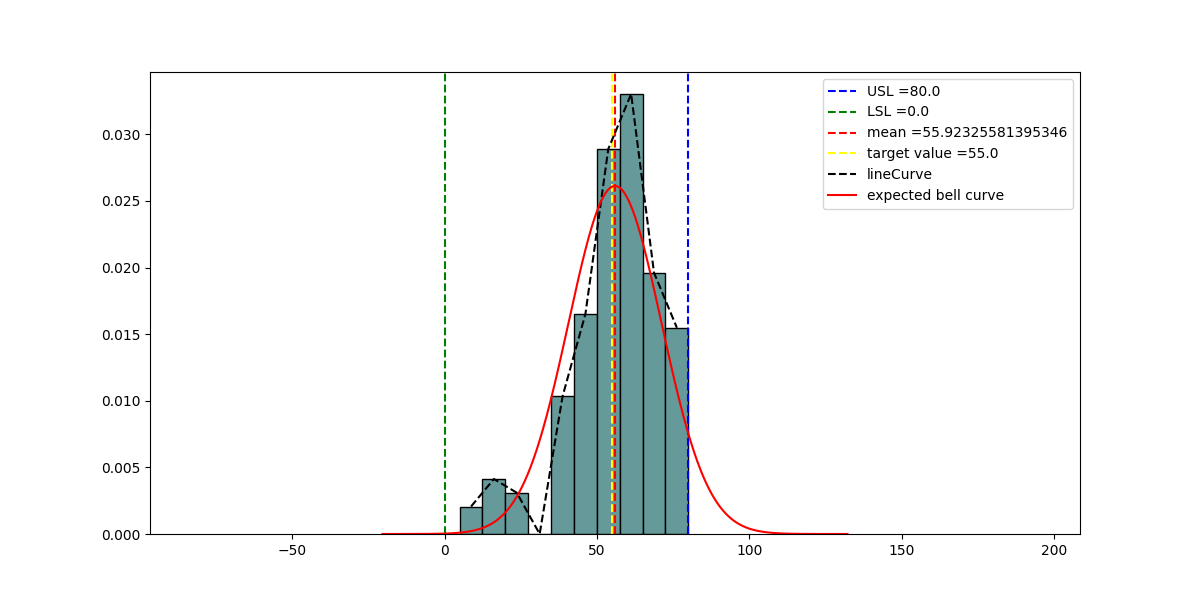 USL =80.0
LSL =0.0
mean =55.92325581395346
target value =55.0
lineCurve
expected bell curve
0.030
0.025
0.020
0.015
0.010
0.005
0.000
−50 0 50 100 150 200